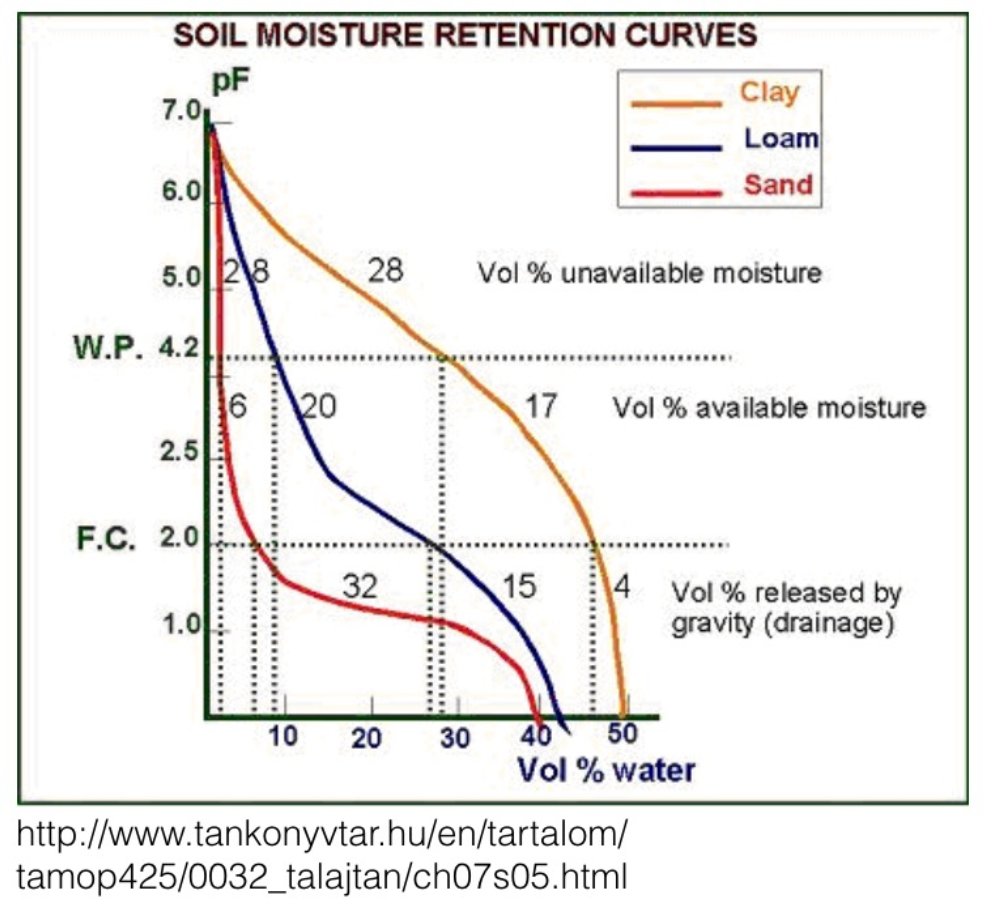 SOIL MOISTURE RETENTION CURVES
pF
Clay
Loam
Sand
7.0
6.0
5.0
2 8
28
Vol % unavailable moisture
W.P. 4.2
6
20
17
Vol % available moisture
2.5
F.C. 2.0
32
15
4
Vol % released by
gravity (drainage)
1.0
10 20 30 40 50
Vol % water
http://www.tankonyvtar.hu/en/tartalom/
tamop425/0032_talajtan/ch07s05.html